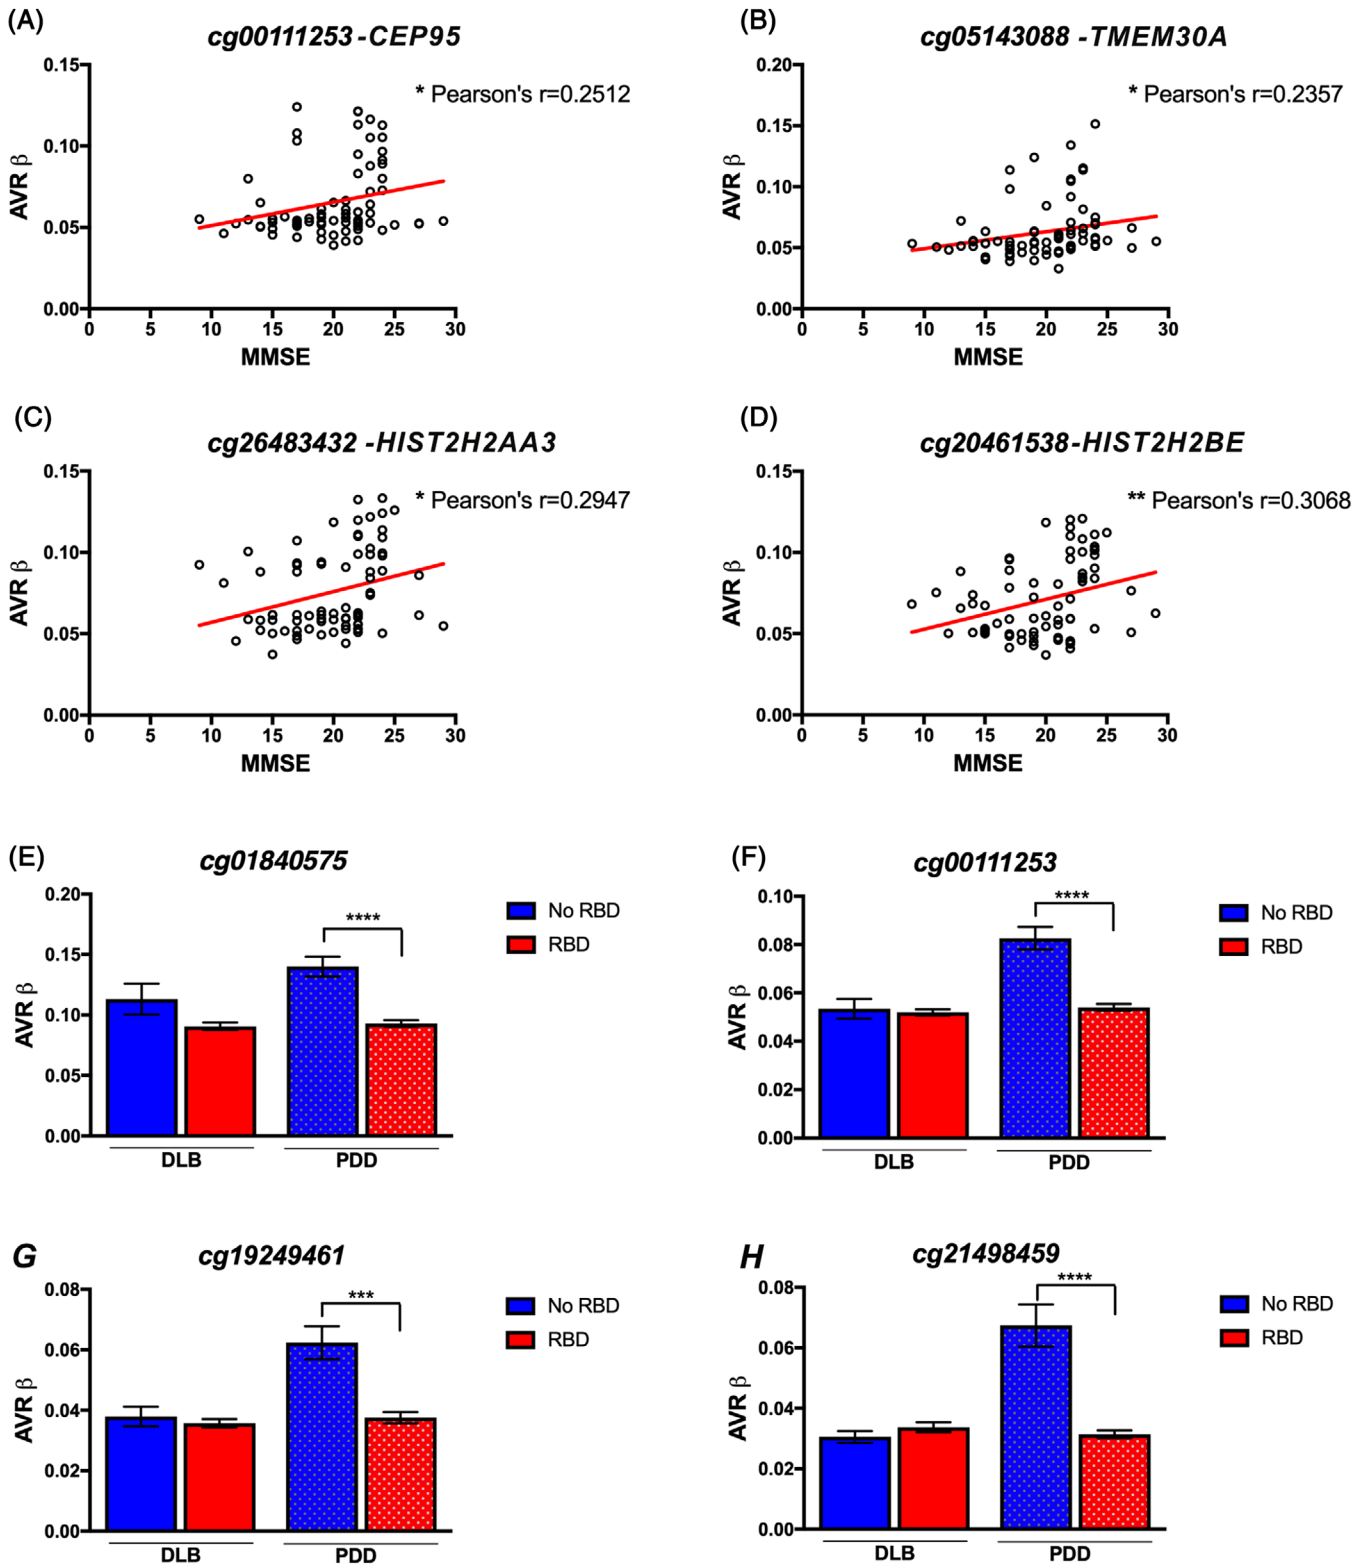 (A)
cg00111253-CEP95
* Pearson's r=0.2512
AVR β
0.15
0.10
0.05
0.00
0 5 10 15 20 25 30
MMSE
(B)
cg05143088 -TMEM30A
* Pearson's r=0.2357
AVR β
0.20
0.15
0.10
0.05
0.00
0 5 10 15 20 25 30
MMSE
(C)
cg26483432 -HIST2H2AA3
* Pearson's r=0.2947
AVR β
0.15
0.10
0.05
0.00
0 5 10 15 20 25 30
MMSE
(D)
cg20461538-HIST2H2BE
** Pearson's r=0.3068
AVR β
0.15
0.10
0.05
0.00
0 5 10 15 20 25 30
MMSE
(E)
cg01840575
AVR β
0.20
0.15
0.10
0.05
0.00
****
No RBD
RBD
DLB PDD
(F)
cg00111253
AVR β
0.10
0.08
0.06
0.04
0.02
0.00
****
No RBD
RBD
DLB PDD
G
cg19249461
AVR β
0.08
0.06
0.04
0.02
0.00
***
No RBD
RBD
DLB PDD
H
cg21498459
AVR β
0.08
0.06
0.04
0.02
0.00
****
No RBD
RBD
DLB PDD